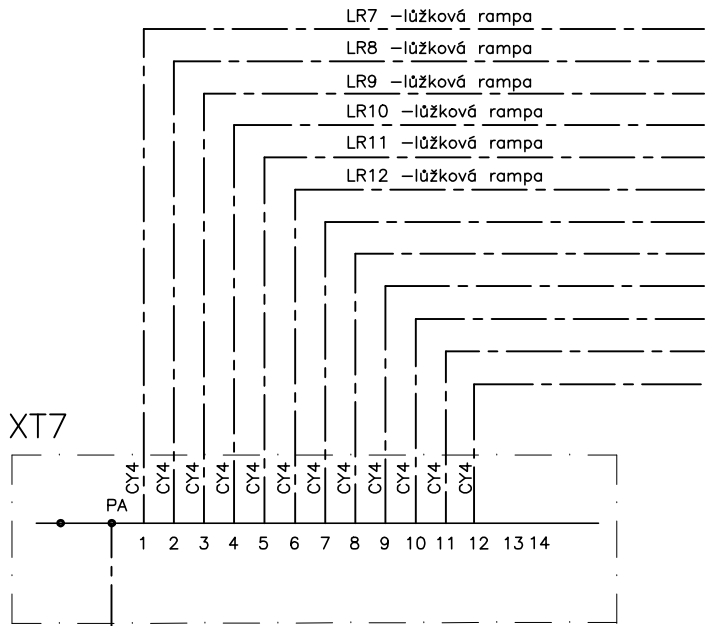 LR7 –lůžková rampa
LR8 –lůžková rampa
LR9 –lůžková rampa
LR10 –lůžková rampa
LR11 –lůžková rampa
LR12 –lůžková rampa
XT7
CY4 CY4 CY4 CY4 CY4 CY4 CY4 CY4 CY4 CY4 CY4 CY4
PA
1 2 3 4 5 6 7 8 9 10 11 12 13 14